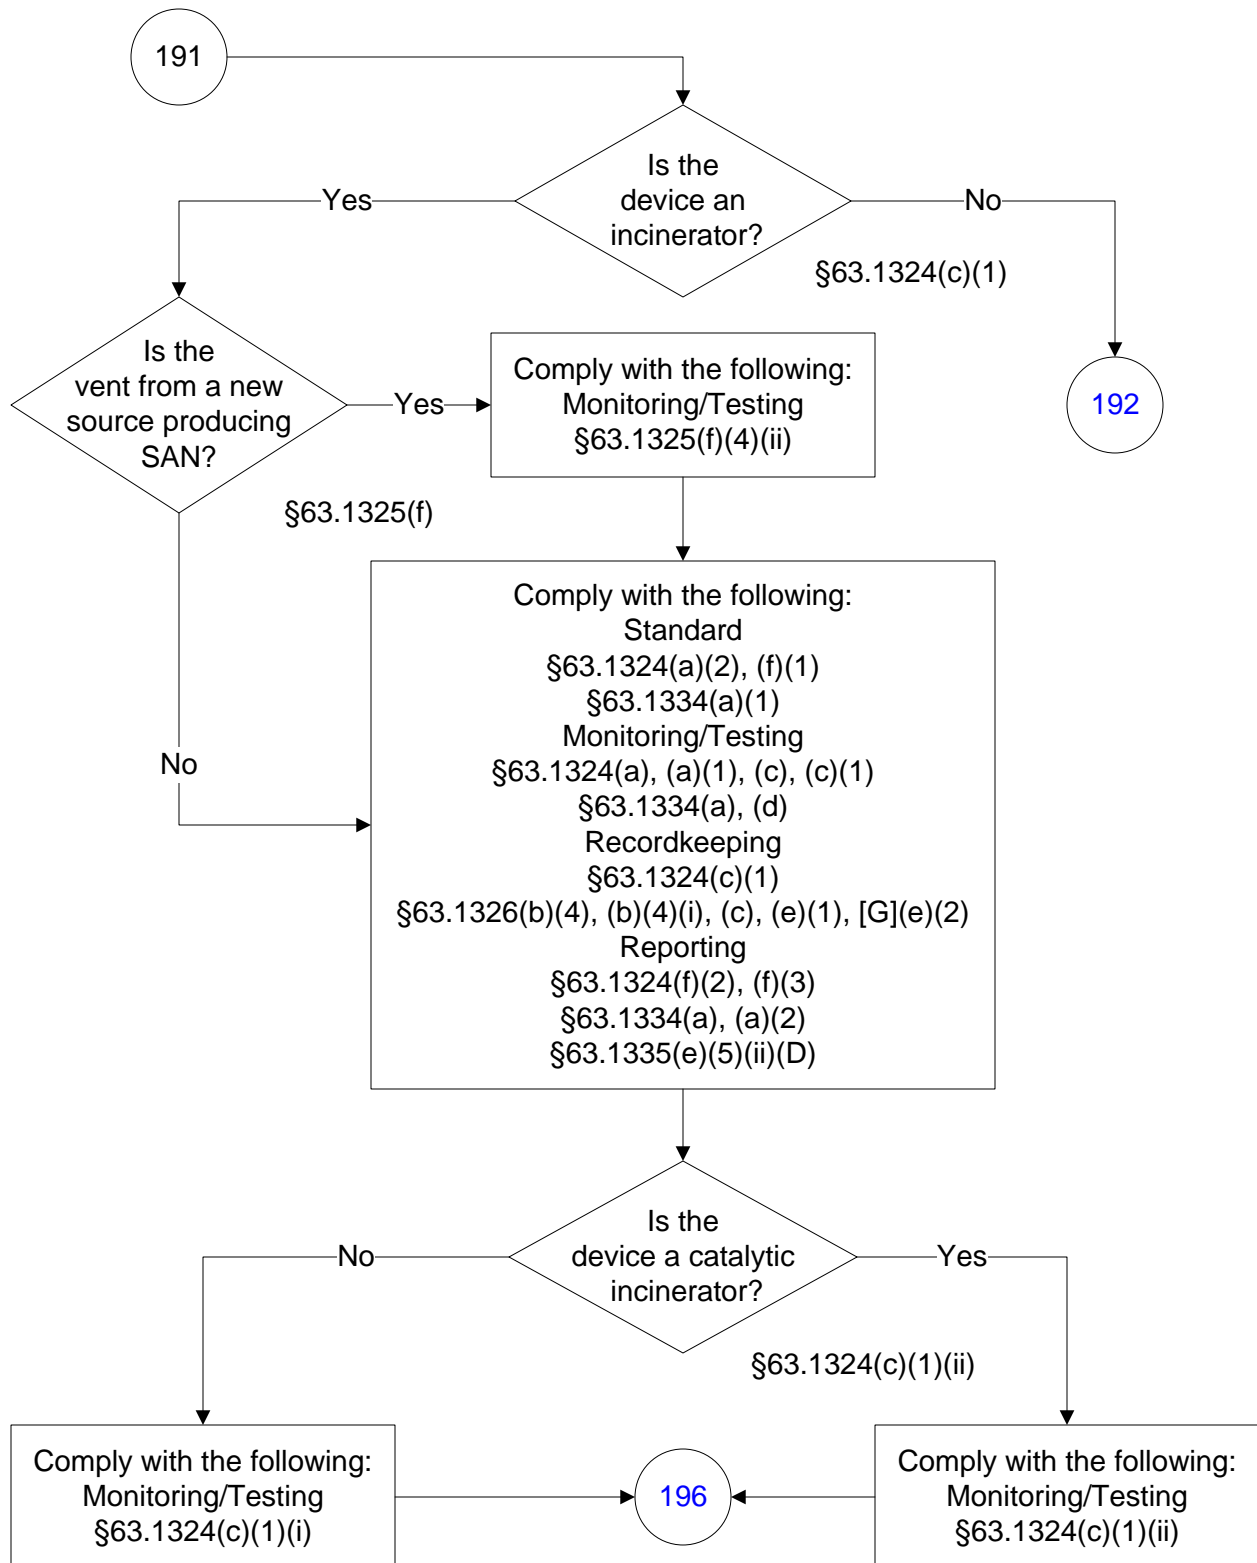 191
Is the
device an
incinerator?
Yes
No
§63.1324(c)(1)
192
Is the
vent from a new
source producing
SAN?
Yes
§63.1325(f)
No
Comply with the following:
Monitoring/Testing
§63.1325(f)(4)(ii)
Comply with the following:
Standard
§63.1324(a)(2), (f)(1)
§63.1334(a)(1)
Monitoring/Testing
§63.1324(a), (a)(1), (c), (c)(1)
§63.1334(a), (d)
Recordkeeping
§63.1324(c)(1)
§63.1326(b)(4), (b)(4)(i), (c), (e)(1), [G](e)(2)
Reporting
§63.1324(f)(2), (f)(3)
§63.1334(a), (a)(2)
§63.1335(e)(5)(ii)(D)
Is the
device a catalytic
incinerator?
No
Yes
§63.1324(c)(1)(ii)
Comply with the following:
Monitoring/Testing
§63.1324(c)(1)(i)
196
Comply with the following:
Monitoring/Testing
§63.1324(c)(1)(ii)